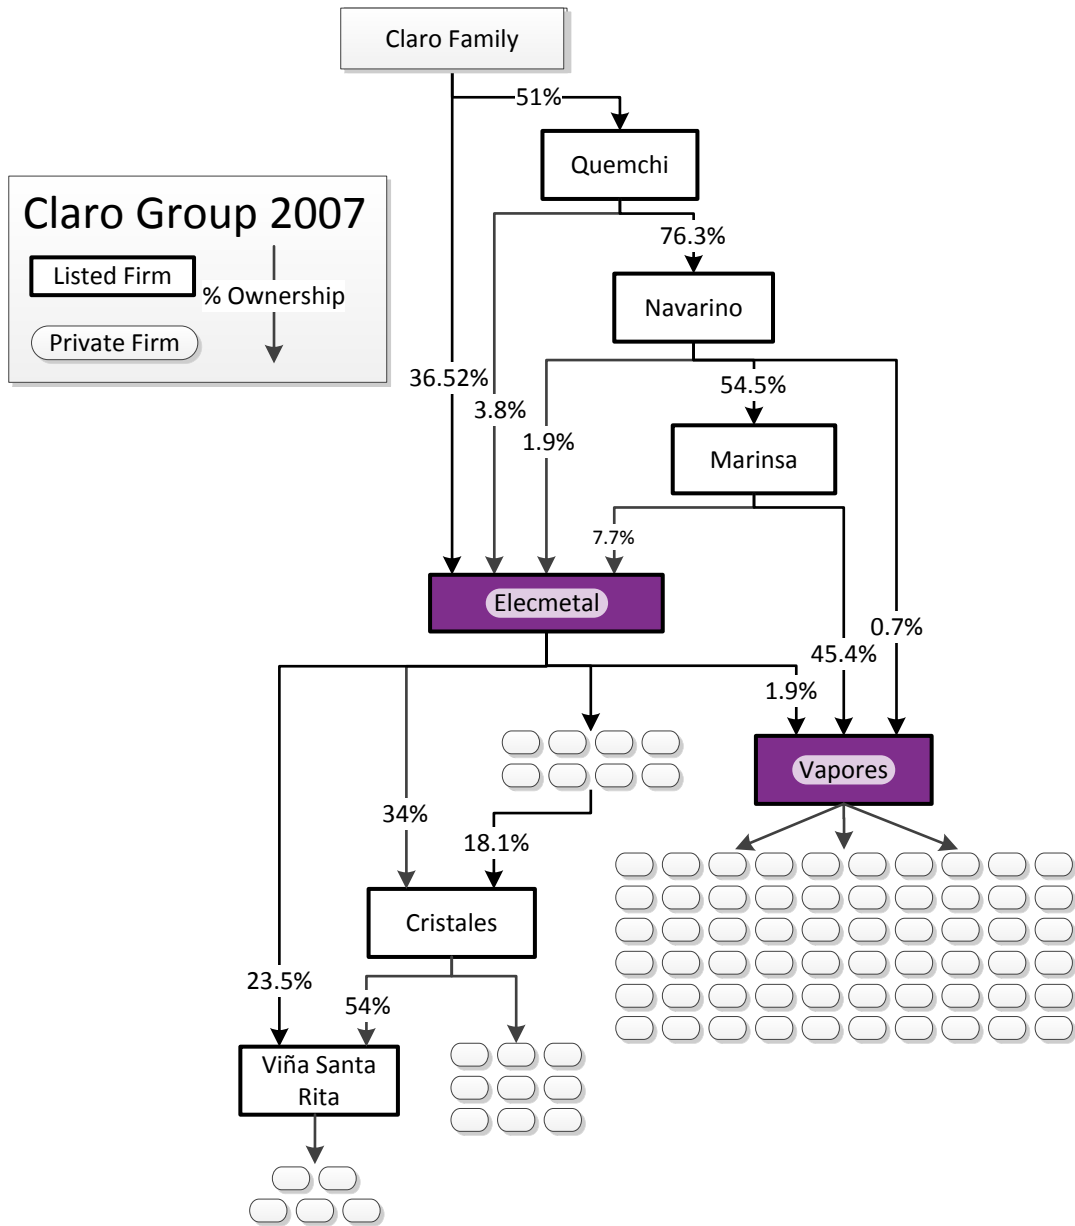 Claro Family
51%
Quemchi
Claro Group 2007
Listed Firm
% Ownership
Private Firm
76.3%
Navarino
36.52%
3.8%
1.9%
54.5%
Marinsa
7.7%
Elecmetal
0.7%
45.4%
1.9%
Vapores
34%
18.1%
Cristales
23.5%
54%
Viña Santa
Rita